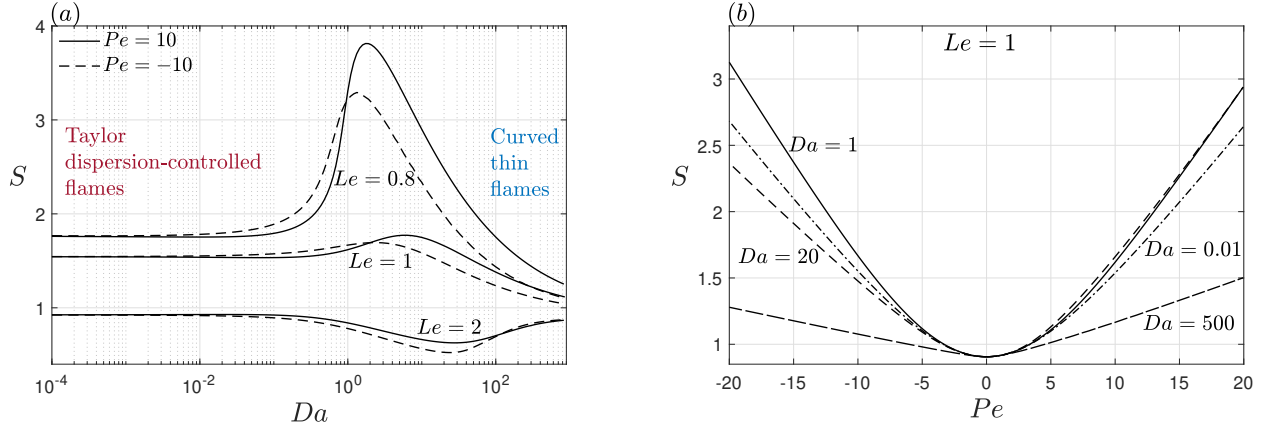 (a)
4
3
2
1
S
Pe = 10
Pe = −10
Taylor
dispersion-controlled
flames
Curved
thin
flames
Le = 0.8
Le = 1
Le = 2
10^-4
10^-2
10^0
10^2
Da
(b)
Le = 1
3
2.5
2
1.5
1
S
Da = 1
Da = 20
Da = 0.01
Da = 500
-20
-15
-10
-5
0
5
10
15
20
Pe